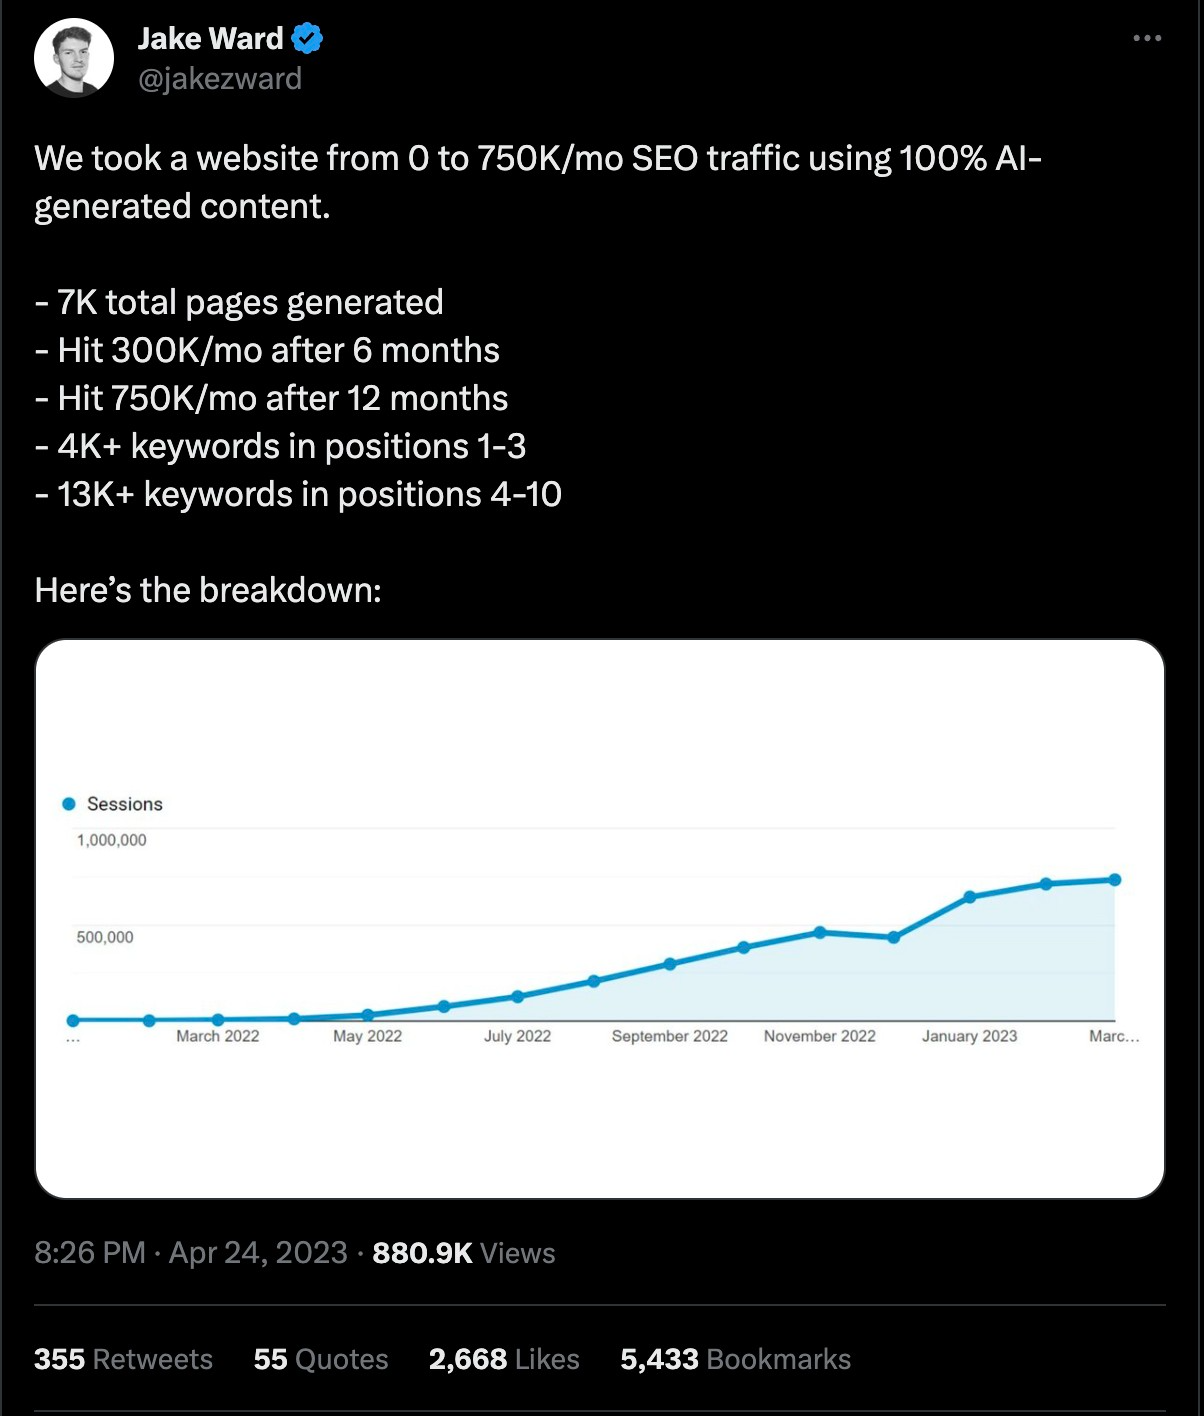 Jake Ward
@jakezward
We took a website from 0 to 750K/mo SEO traffic using 100% AI-
generated content.
- 7K total pages generated
- Hit 300K/mo after 6 months
- Hit 750K/mo after 12 months
- 4K+ keywords in positions 1-3
- 13K+ keywords in positions 4-10
Here’s the breakdown:
Sessions
1,000,000
500,000
... March 2022 May 2022 July 2022 September 2022 November 2022 January 2023 Marc...
8:26 PM · Apr 24, 2023 · 880.9K Views
355 Retweets 55 Quotes 2,668 Likes 5,433 Bookmarks